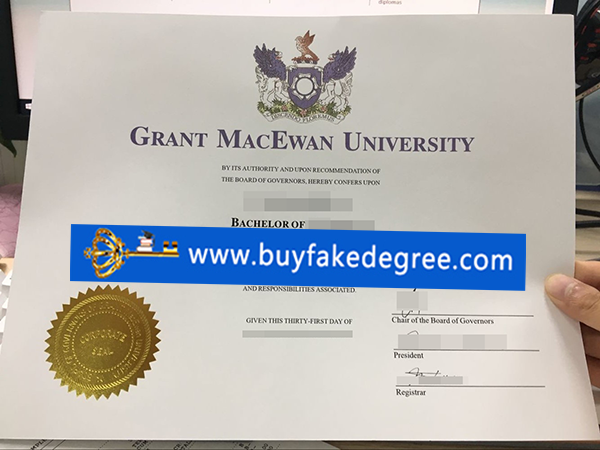 diplomas
GRANT MACEWAN UNIVERSITY
BY ITS AUTHORITY AND UPON RECOMMENDATION OF
THE BOARD OF GOVERNORS, HEREBY CONFERS UPON
BACHELOR OF
www.buyfakedegree.com
AND RESPONSIBILITIES ASSOCIATED.
GIVEN THIS THIRTY-FIRST DAY OF
CORPORATE
SEAL
Chair of the Board of Governors
President
Registrar